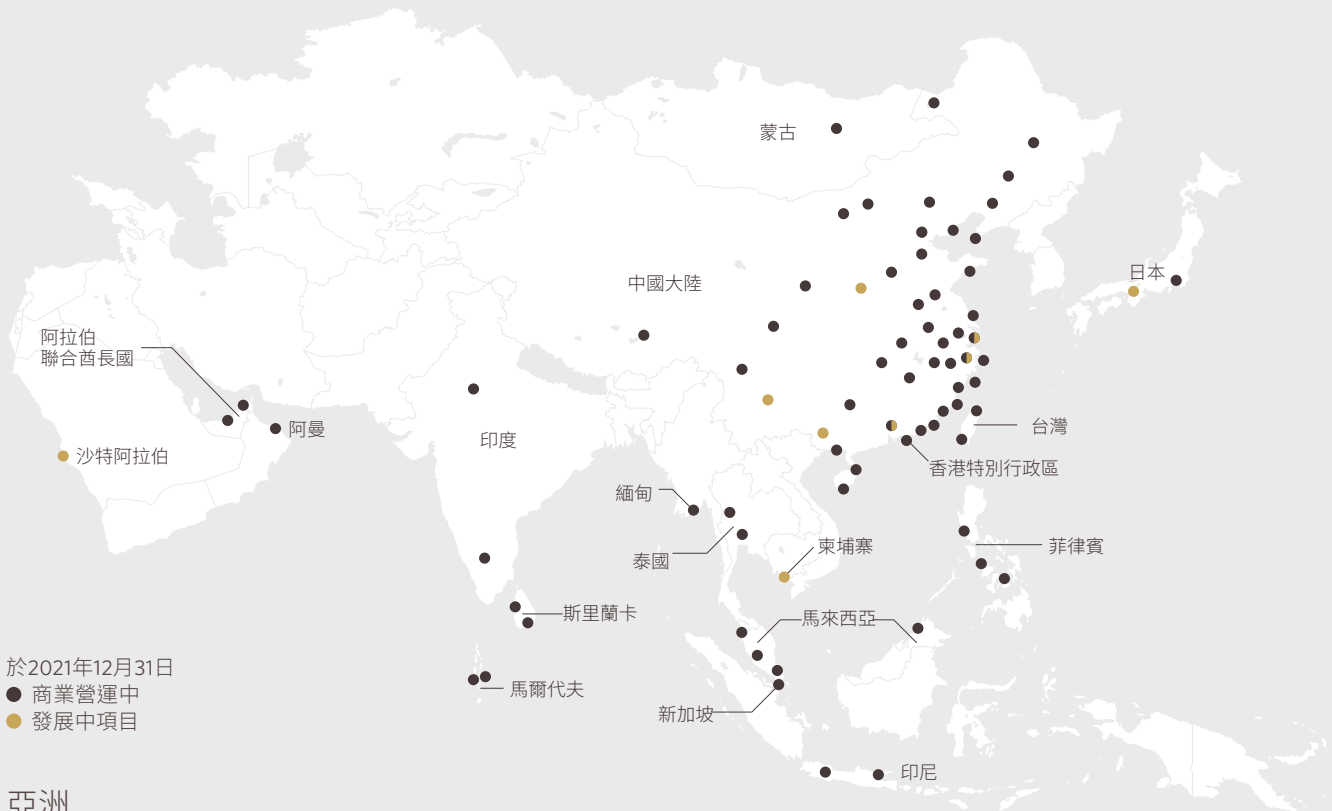 蒙古
中國大陸
日本
阿拉伯
聯合酋長國
阿曼
沙特阿拉伯
印度
台灣
香港特別行政區
緬甸
泰國
柬埔寨
菲律賓
斯里蘭卡
馬來西亞
馬爾代夫
新加坡
印尼
於2021年12月31日
商業營運中
發展中項目
亞洲